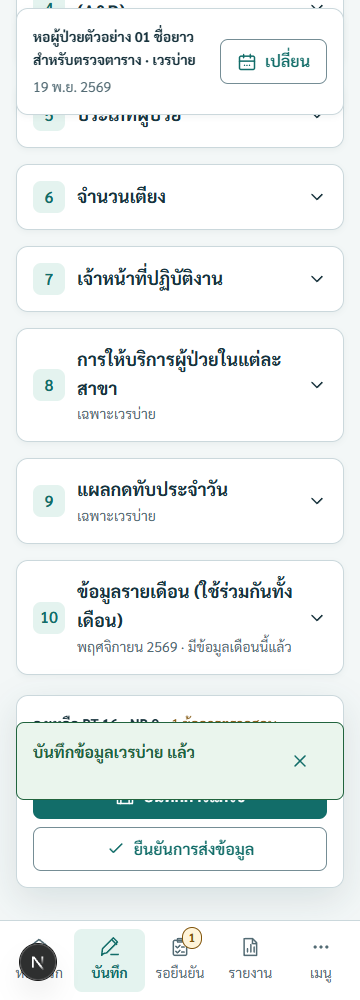 หอผู้ป่วยตัวอย่าง 01 ชื่อยาว
สำหรับตรวจตาราง · เวรบ่าย
19 พ.ย. 2569
เปลี่ยน
5 ประเภทผู้ป่วย
6 จำนวนเตียง
7 เจ้าหน้าที่ปฏิบัติงาน
8 การให้บริการผู้ป่วยในแต่ละ
สาขา
เฉพาะเวรบ่าย
9 แผลกดทับประจำวัน
เฉพาะเวรบ่าย
10 ข้อมูลรายเดือน (ใช้ร่วมกันทั้ง
เดือน)
พฤศจิกายน 2569 · มีข้อมูลเดือนนี้แล้ว
บันทึกข้อมูลเวรบ่าย แล้ว
ยืนยันการส่งข้อมูล
1
N
บันทึก
รอยืนยัน
รายงาน
เมนู